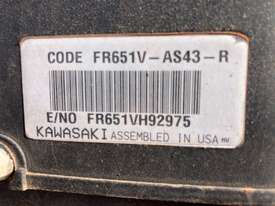 CODE FR651V-AS43-R
E/NO FR651VH92975
KAWASAKI ASSEMBLED IN USA